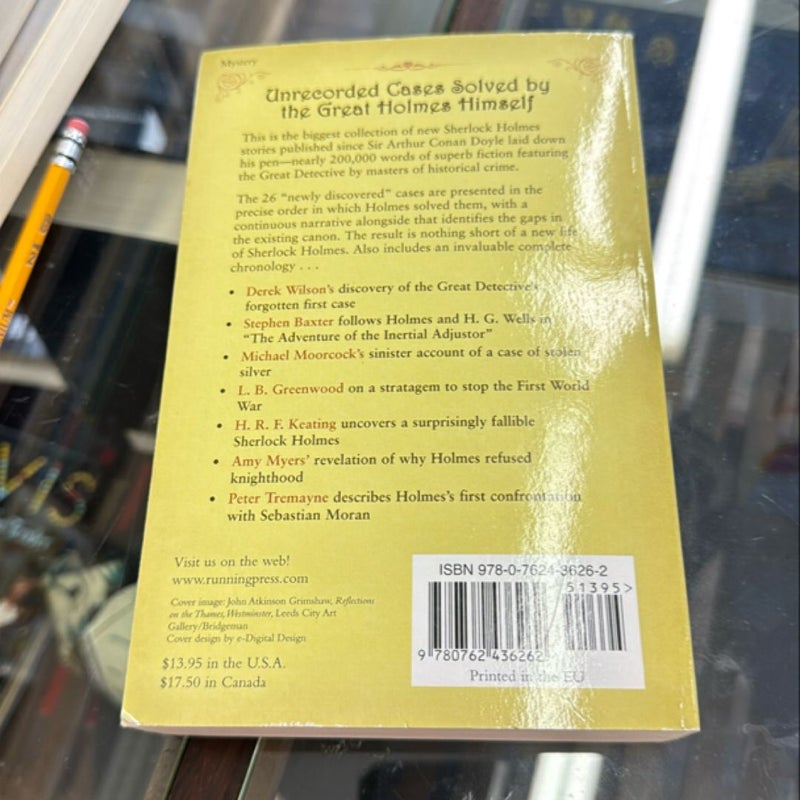 Mystery
Unrecorded Cases Solved by
the Great Holmes Himself
This is the biggest collection of new Sherlock Holmes
stories published since Sir Arthur Conan Doyle laid down
his pen—nearly 200,000 words of superb fiction featuring
the Great Detective by masters of historical crime.
The 26 “newly discovered” cases are presented in the
precise order in which Holmes solved them, with a
continuous narrative alongside that identifies the gaps in
the existing canon. The result is nothing short of a new life
of Sherlock Holmes. Also includes an invaluable complete
chronology . . .
• Derek Wilson’s discovery of the Great Detective’s
forgotten first case
• Stephen Baxter follows Holmes and H. G. Wells in
“The Adventure of the Inertial Adjustor”
• Michael Moorcock’s sinister account of a case of stolen
silver
• L. B. Greenwood on a stratagem to stop the First World
War
• H. R. F. Keating uncovers a surprisingly fallible
Sherlock Holmes
• Amy Myers’ revelation of why Holmes refused
knighthood
• Peter Tremayne describes Holmes’s first confrontation
with Sebastian Moran
Visit us on the web!
www.runningpress.com
Cover image: John Atkinson Grimshaw, Reflections
on the Thames, Westminster, Leeds City Art
Gallery/Bridgeman
Cover design by e-Digital Design
$13.95 in the U.S.A.
$17.50 in Canada
ISBN 978-0-7624-3626-2
51395>
9 780762 436262
Printed in the EU